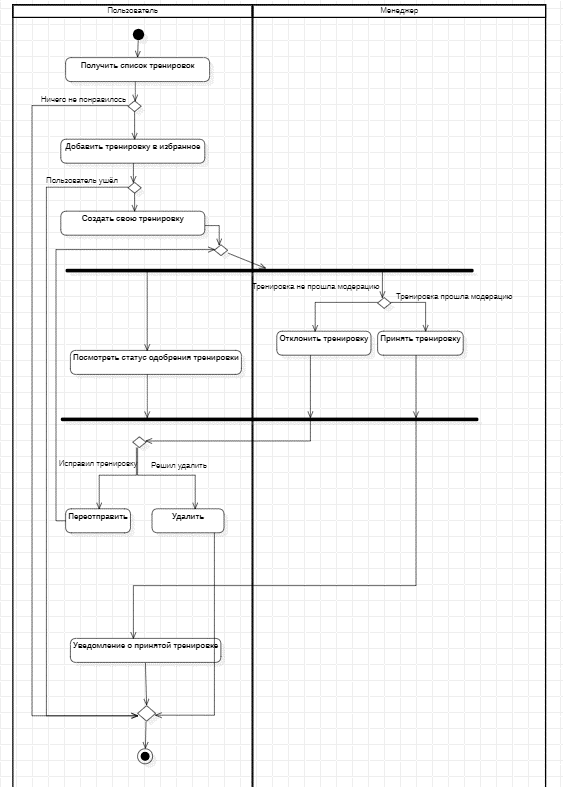 Пользователь
Менеджер
Получить список тренировок
Ничего не понравилось
Добавить тренировку в избранное
Пользователь ушёл
Создать свою тренировку
Тренировка не прошла модерацию
Тренировка прошла модерацию
Отклонить тренировку
Принять тренировку
Посмотреть статус одобрения тренировки
Исправил тренировку
Решил удалить
Переотправить
Удалить
Уведомление о принятой тренировке